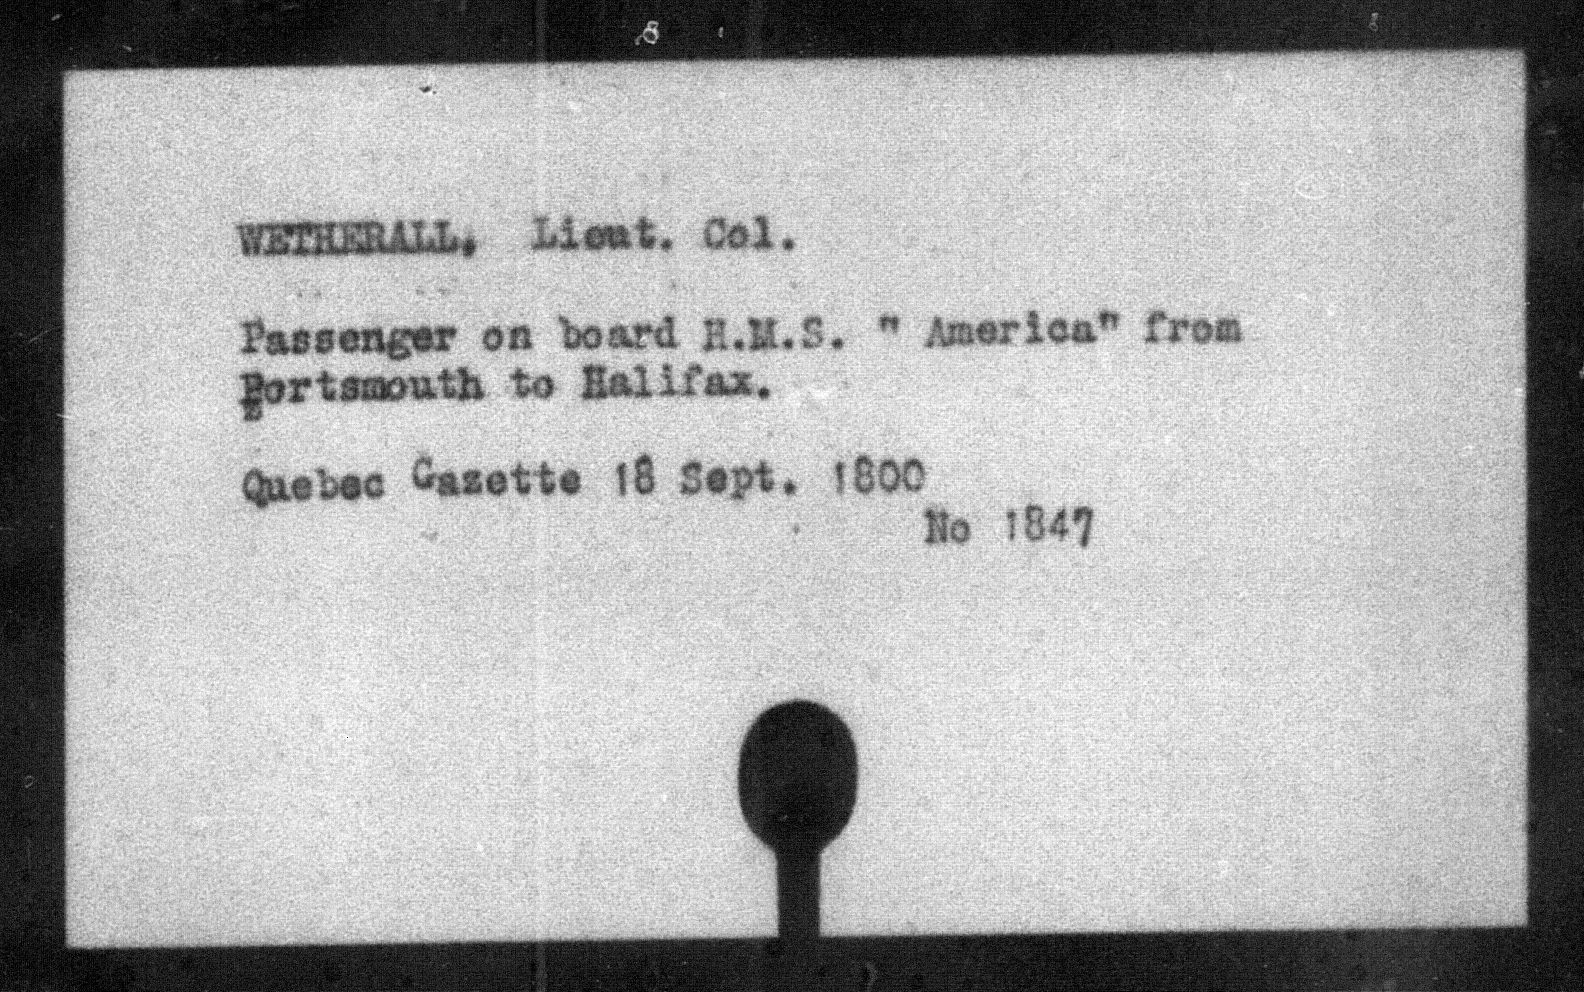 WETHERALL, Lieut. Col.
Passenger on board H.M.S. " America" from
Portsmouth to Halifax.
Quebec Gazette 18 Sept. 1800
No 1847